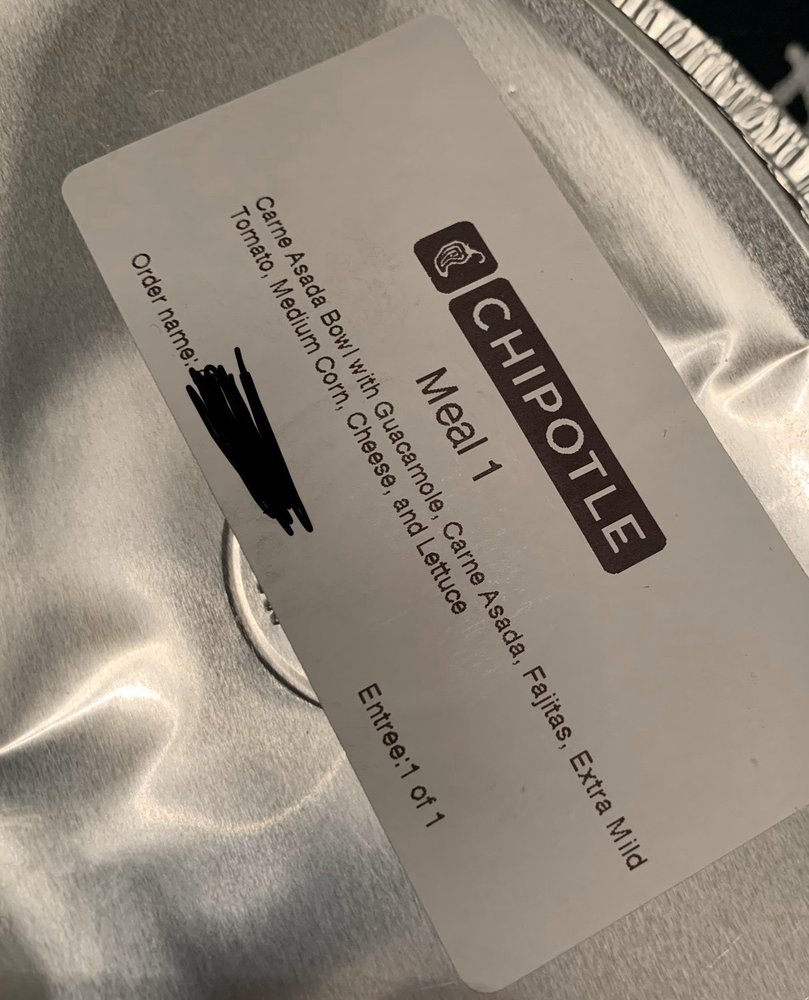 CHIPOTLE
Meal 1
Carne Asada Bowl with Guacamole, Carne Asada, Fajitas, Extra Mild
Tomato, Medium Corn, Cheese, and Lettuce
Order name:
Entree:1 of 1